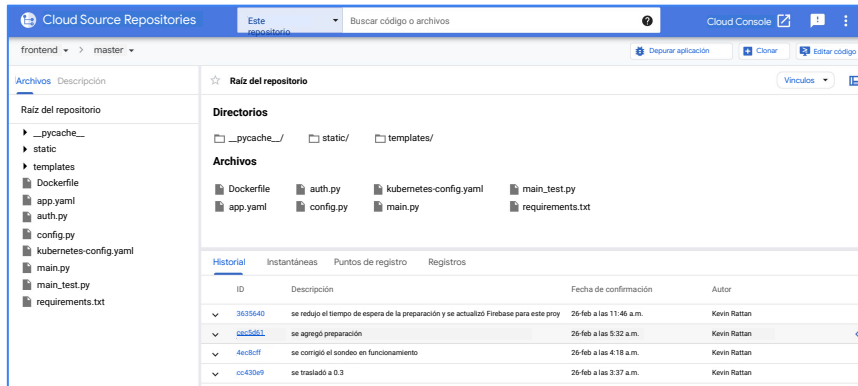 Cloud Source Repositories
Este repositorio
Buscar código o archivos
Cloud Console
frontend > master
Depurar aplicación
Clonar
Editar código
Archivos Descripción
Raíz del repositorio
Vínculos
Raíz del repositorio
__pycache__
static
templates
Dockerfile
app.yaml
auth.py
config.py
kubernetes-config.yaml
main.py
main_test.py
requirements.txt
Directorios
__pycache__/ static/ templates/
Archivos
Dockerfile auth.py kubernetes-config.yaml main_test.py
app.yaml config.py main.py requirements.txt
Historial Instantáneas Puntos de registro Registros
ID Descripción Fecha de confirmación Autor
3635640 se redujo el tiempo de espera de la preparación y se actualizó Firebase para este proy 26-feb a las 11:46 a.m. Kevin Rattan
cec5d61 se agregó preparación 26-feb a las 5:32 a.m. Kevin Rattan
4ec8cff se corrigió el sondeo en funcionamiento 26-feb a las 4:18 a.m. Kevin Rattan
cc430e9 se trasladó a 0.3 26-feb a las 3:37 a.m. Kevin Rattan